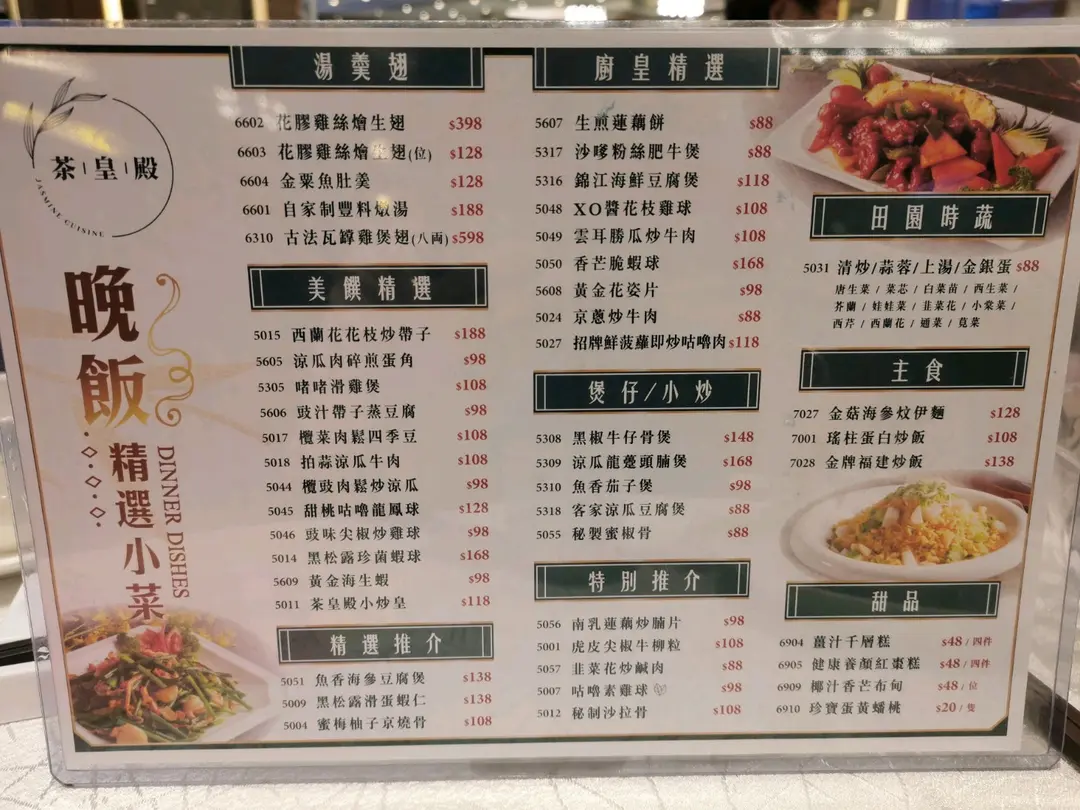 茶皇殿
JASMINE CUISINE
晚飯
精選小菜
DINNER DISHES
湯羹翅
6602 花膠雞絲燴生翅 $398
6603 花膠雞絲燴生翅(位) $128
6604 金粟魚肚羹 $128
6601 自家制豐料燉湯 $188
6310 古法瓦罉雞煲翅(八兩) $598
美饌精選
5015 西蘭花花枝炒帶子 $188
5605 涼瓜肉碎煎蛋角 $98
5305 啫啫滑雞煲 $108
5606 豉汁帶子蒸豆腐 $98
5017 欖菜肉鬆四季豆 $108
5018 拍蒜涼瓜牛肉 $108
5044 欖豉肉鬆炒涼瓜 $98
5045 甜桃咕嚕龍鳳球 $128
5046 豉味尖椒炒雞球 $98
5014 黑松露珍菌蝦球 $168
5609 黃金海生蝦 $98
5011 茶皇殿小炒皇 $118
精選推介
5051 魚香海參豆腐煲 $138
5009 黑松露滑蛋蝦仁 $138
5004 蜜梅柚子京燒骨 $108
廚皇精選
5607 生煎蓮藕餅 $88
5317 沙嗲粉絲肥牛煲 $88
5316 錦江海鮮豆腐煲 $118
5048 XO醬花枝雞球 $108
5049 雲耳勝瓜炒牛肉 $108
5050 香芒脆蝦球 $168
5608 黃金花姿片 $98
5024 京蔥炒牛肉 $88
5027 招牌鮮菠蘿即炒咕嚕肉 $118
煲仔/小炒
5308 黑椒牛仔骨煲 $148
5309 涼瓜龍躉頭腩煲 $168
5310 魚香茄子煲 $98
5318 客家涼瓜豆腐煲 $88
5055 秘製蜜椒骨 $88
特別推介
5056 南乳蓮藕炒腩片 $98
5001 虎皮尖椒牛柳粒 $108
5057 韭菜花炒鹹肉 $88
5007 咕嚕素雞球 $98
5012 秘制沙拉骨 $108
田園時蔬
5031 清炒/蒜蓉/上湯/金銀蛋 $88
唐生菜 / 菜芯 / 白菜苗 / 西生菜 /
芥蘭 / 娃娃菜 / 韭菜花 / 小棠菜 /
西芹 / 西蘭花 / 通菜 / 莧菜
主食
7027 金菇海參炆伊麵 $128
7001 瑤柱蛋白炒飯 $108
7028 金牌福建炒飯 $138
甜品
6904 薑汁千層糕 $48 / 四件
6905 健康養顏紅棗糕 $48 / 四件
6909 椰汁香芒布甸 $48 / 位
6910 珍寶蛋黃蟠桃 $20 / 隻